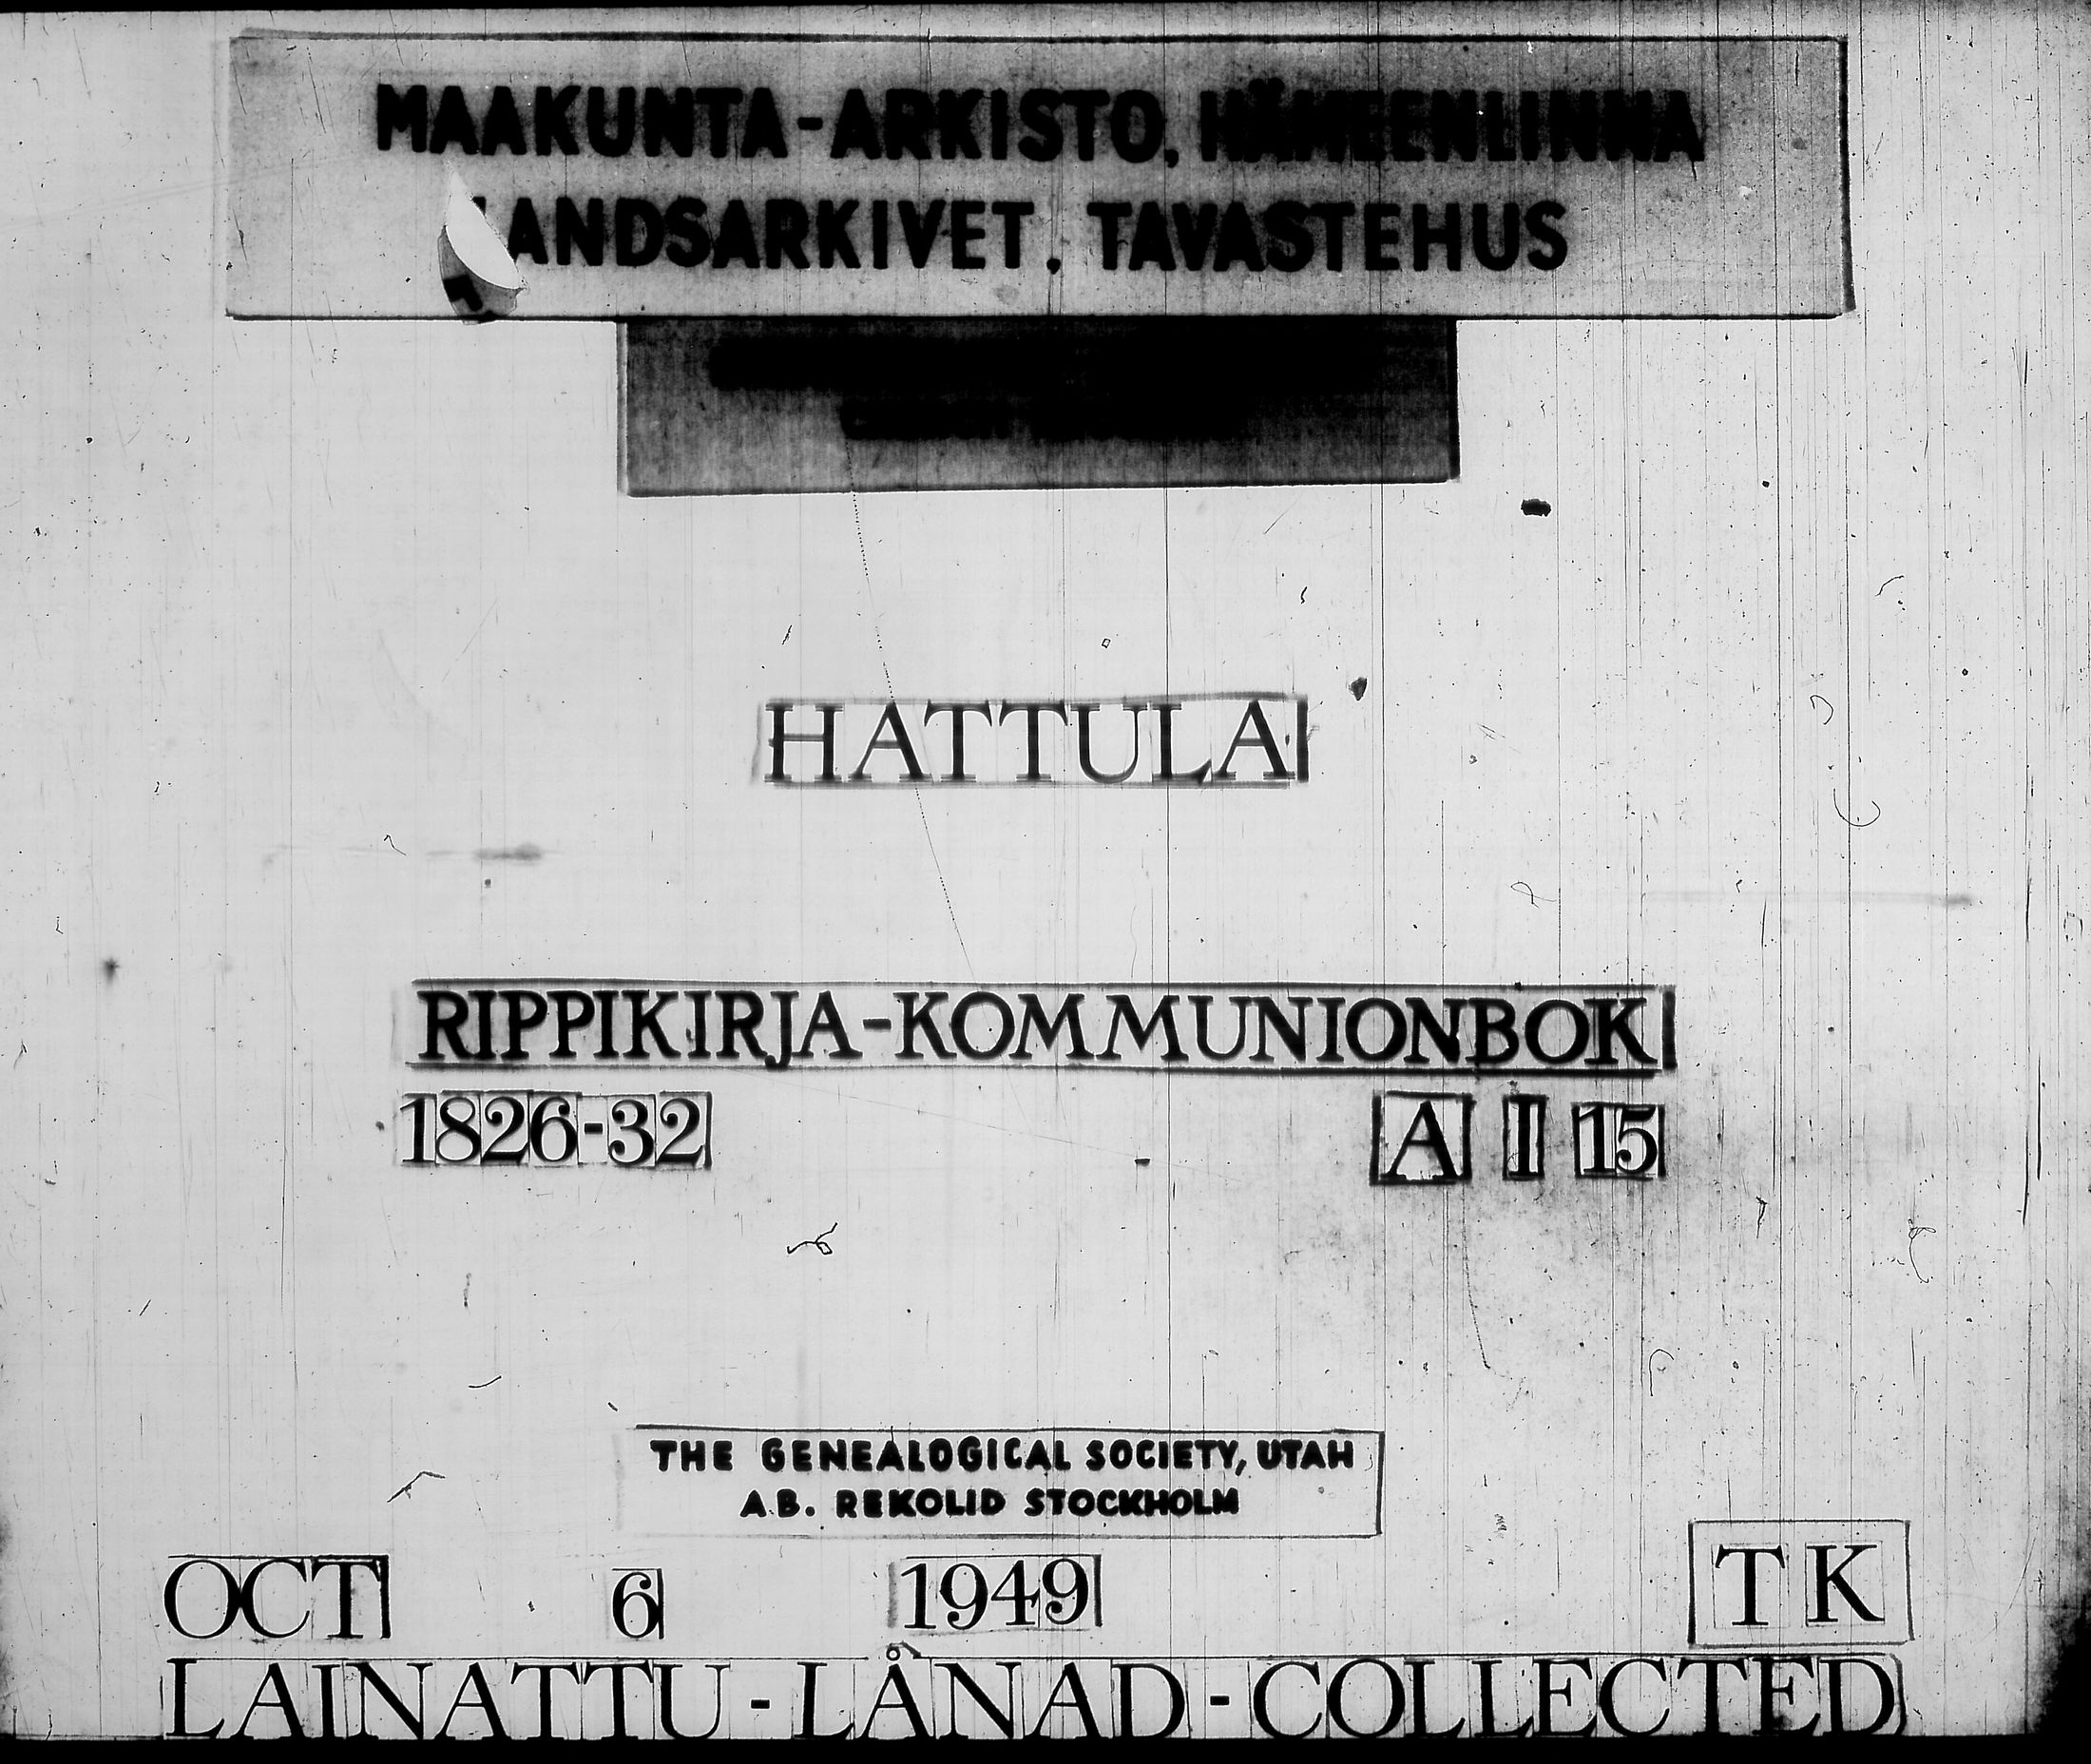 MAAKUNTA-ARKISTO, HÄMEENLINNA
LANDSARKIVET, TAVASTEHUS
HATTULA
RIPPIKIRJA-KOMMUNIONBOK
1826-32 A I 15
THE GENEALOGICAL SOCIETY, UTAH
A.B. REKOLID STOCKHOLM
OCT 6 1949 TK
LAINATTU-LÅNAD-COLLECTED